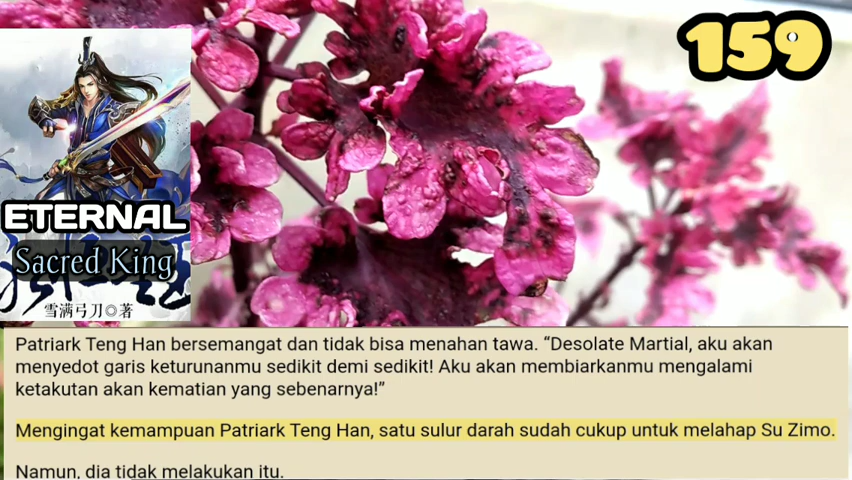 159
ETERNAL
Sacred King
雪满弓刀◎著
Patriark Teng Han bersemangat dan tidak bisa menahan tawa. “Desolate Martial, aku akan
menyedot garis keturunanmu sedikit demi sedikit! Aku akan membiarkanmu mengalami
ketakutan akan kematian yang sebenarnya!”
Mengingat kemampuan Patriark Teng Han, satu sulur darah sudah cukup untuk melahap Su Zimo.
Namun, dia tidak melakukan itu.